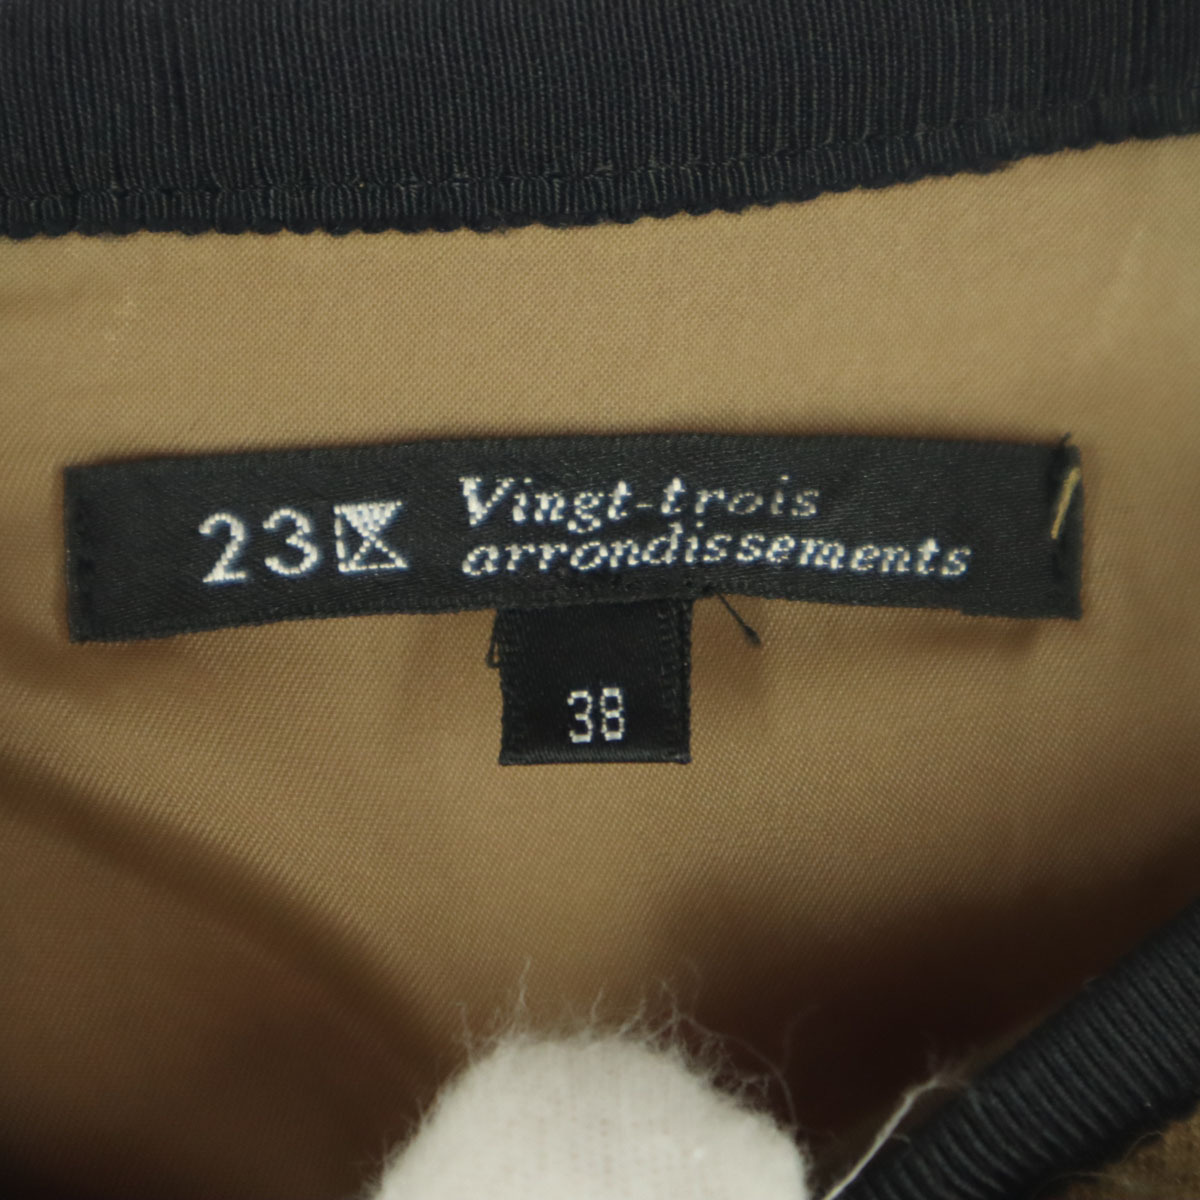 23区 Vingt-trois
arrondissements
38